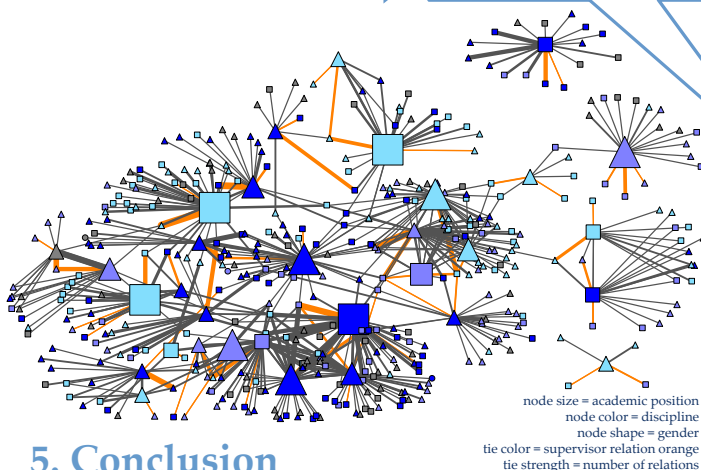 node size = academic position
node color = discipline
node shape = gender
tie color = supervisor relation orange
tie strength = number of relations
5. Conclusion